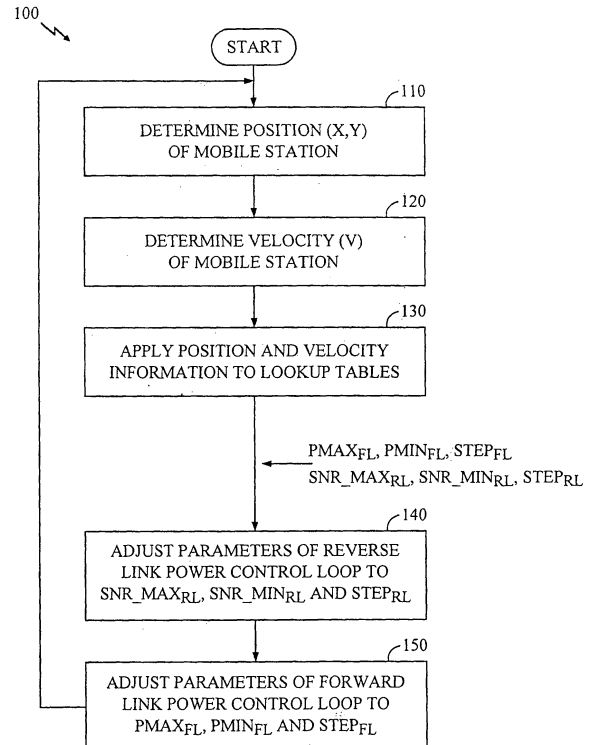 100
START
110
DETERMINE POSITION (X,Y)
OF MOBILE STATION
120
DETERMINE VELOCITY (V)
OF MOBILE STATION
130
APPLY POSITION AND VELOCITY
INFORMATION TO LOOKUP TABLES
PMAXFL, PMINFL, STEPFL
SNR_MAXRL, SNR_MINRL, STEPRL
140
ADJUST PARAMETERS OF REVERSE
LINK POWER CONTROL LOOP TO
SNR_MAXRL, SNR_MINRL AND STEPRL
150
ADJUST PARAMETERS OF FORWARD
LINK POWER CONTROL LOOP TO
PMAXFL, PMINFL AND STEPFL